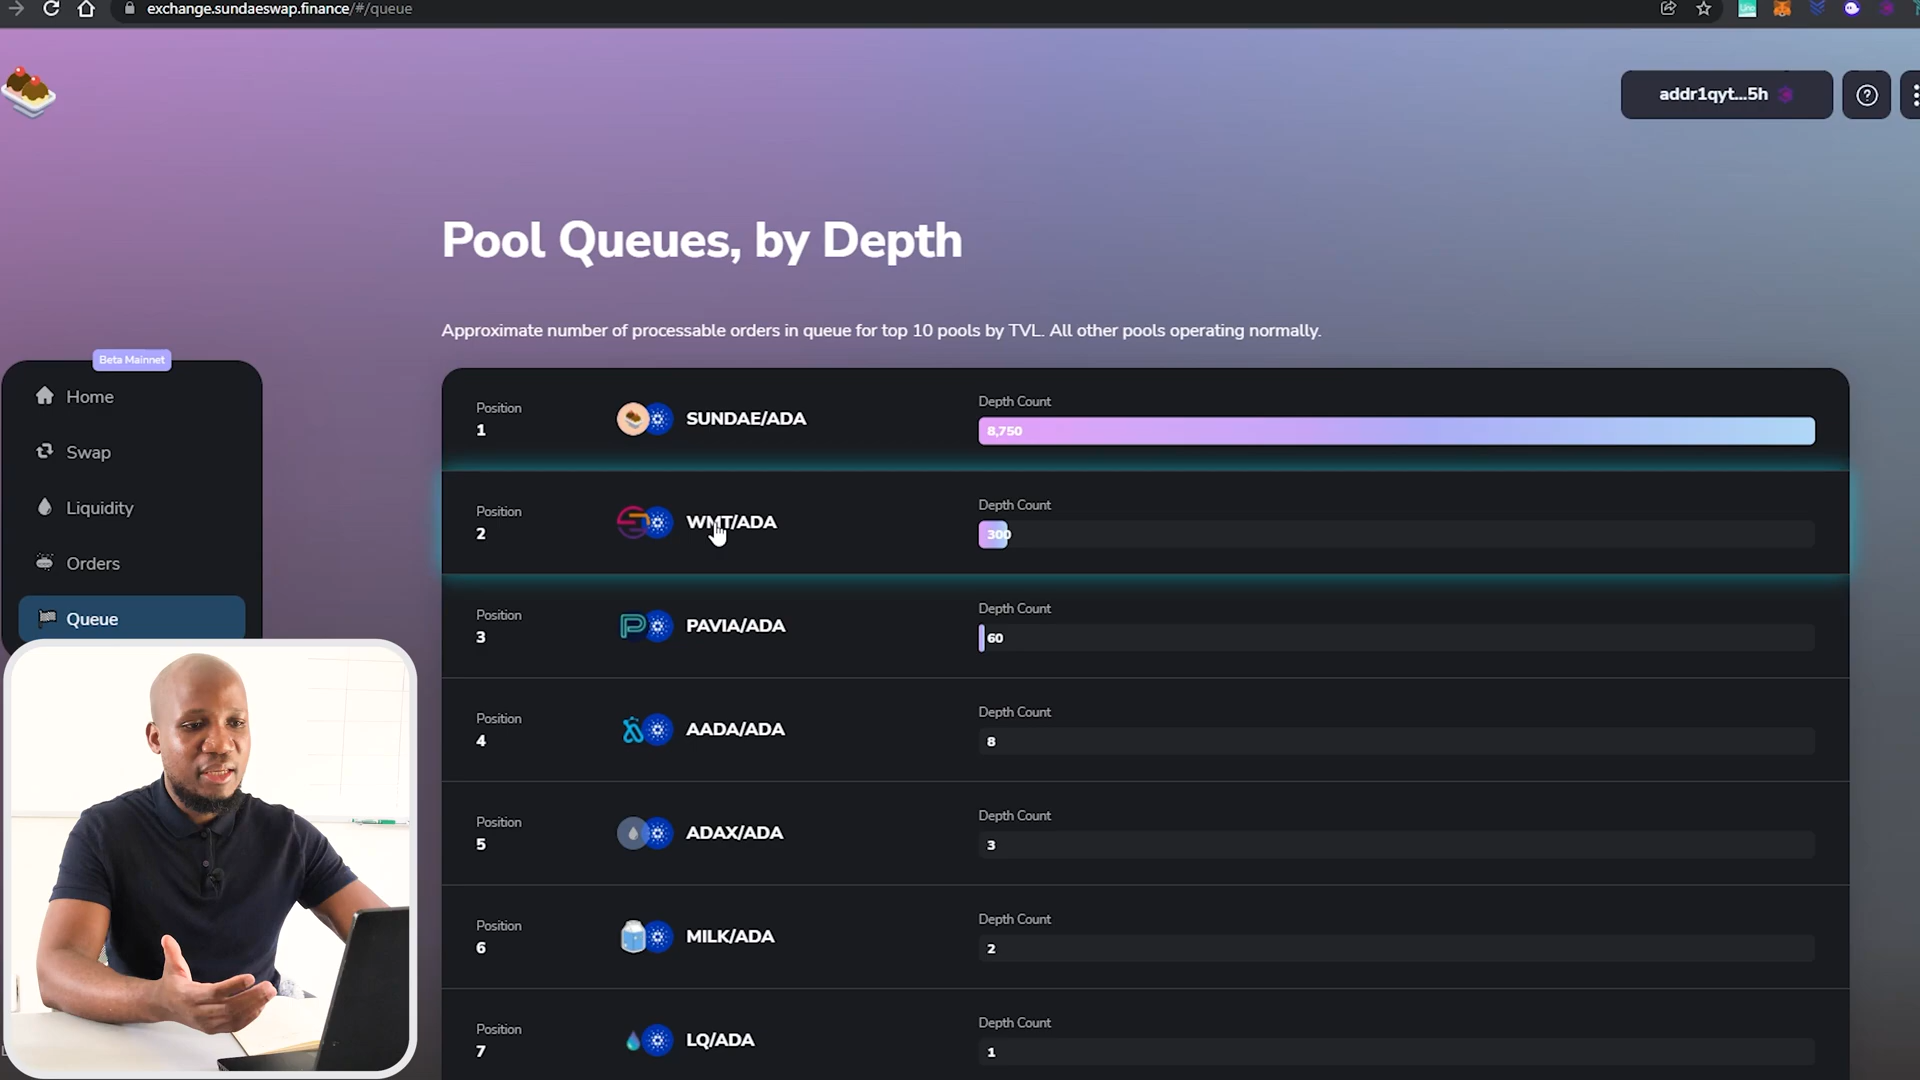 exchange.sundaeswap.finance/#/queue
addr1qyt...5h
Pool Queues, by Depth
Approximate number of processable orders in queue for top 10 pools by TVL. All other pools operating normally.
Beta Mainnet
Home
Swap
Liquidity
Orders
Queue
Position
1
SUNDAE/ADA
Depth Count
8,750
Position
2
WMT/ADA
Depth Count
300
Position
3
PAVIA/ADA
Depth Count
60
Position
4
AADA/ADA
Depth Count
8
Position
5
ADAX/ADA
Depth Count
3
Position
6
MILK/ADA
Depth Count
2
Position
7
LQ/ADA
Depth Count
1